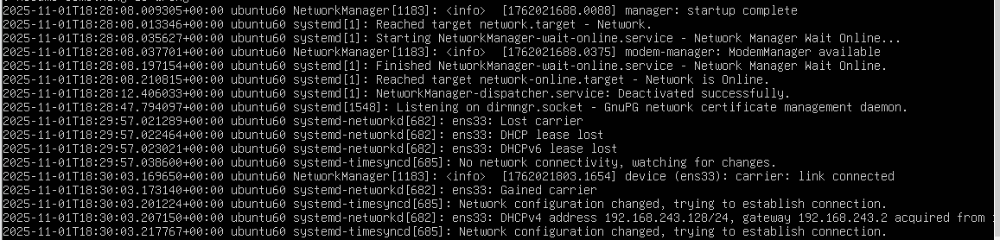 2025-11-01T18:28:08.009305+00:00 ubuntu60 NetworkManager[1183]: <info>  [1762021688.0088] manager: startup complete
2025-11-01T18:28:08.013346+00:00 ubuntu60 systemd[1]: Reached target network.target - Network.
2025-11-01T18:28:08.035627+00:00 ubuntu60 systemd[1]: Starting NetworkManager-wait-online.service - Network Manager Wait Online...
2025-11-01T18:28:08.037701+00:00 ubuntu60 NetworkManager[1183]: <info>  [1762021688.0375] modem-manager: ModemManager available
2025-11-01T18:28:08.197154+00:00 ubuntu60 systemd[1]: Finished NetworkManager-wait-online.service - Network Manager Wait Online.
2025-11-01T18:28:08.210815+00:00 ubuntu60 systemd[1]: Reached target network-online.target - Network is Online.
2025-11-01T18:28:12.406033+00:00 ubuntu60 systemd[1]: NetworkManager-dispatcher.service: Deactivated successfully.
2025-11-01T18:28:47.794097+00:00 ubuntu60 systemd[1548]: Listening on dirmngr.socket - GnuPG network certificate management daemon.
2025-11-01T18:29:57.021289+00:00 ubuntu60 systemd-networkd[682]: ens33: Lost carrier
2025-11-01T18:29:57.022464+00:00 ubuntu60 systemd-networkd[682]: ens33: DHCP lease lost
2025-11-01T18:29:57.023021+00:00 ubuntu60 systemd-networkd[682]: ens33: DHCPv6 lease lost
2025-11-01T18:29:57.038600+00:00 ubuntu60 systemd-timesyncd[685]: No network connectivity, watching for changes.
2025-11-01T18:30:03.169650+00:00 ubuntu60 NetworkManager[1183]: <info>  [1762021803.1654] device (ens33): carrier: link connected
2025-11-01T18:30:03.173140+00:00 ubuntu60 systemd-networkd[682]: ens33: Gained carrier
2025-11-01T18:30:03.201224+00:00 ubuntu60 systemd-timesyncd[685]: Network configuration changed, trying to establish connection.
2025-11-01T18:30:03.207150+00:00 ubuntu60 systemd-networkd[682]: ens33: DHCPv4 address 192.168.243.128/24, gateway 192.168.243.2 acquired from
2025-11-01T18:30:03.217767+00:00 ubuntu60 systemd-timesyncd[685]: Network configuration changed, trying to establish connection.